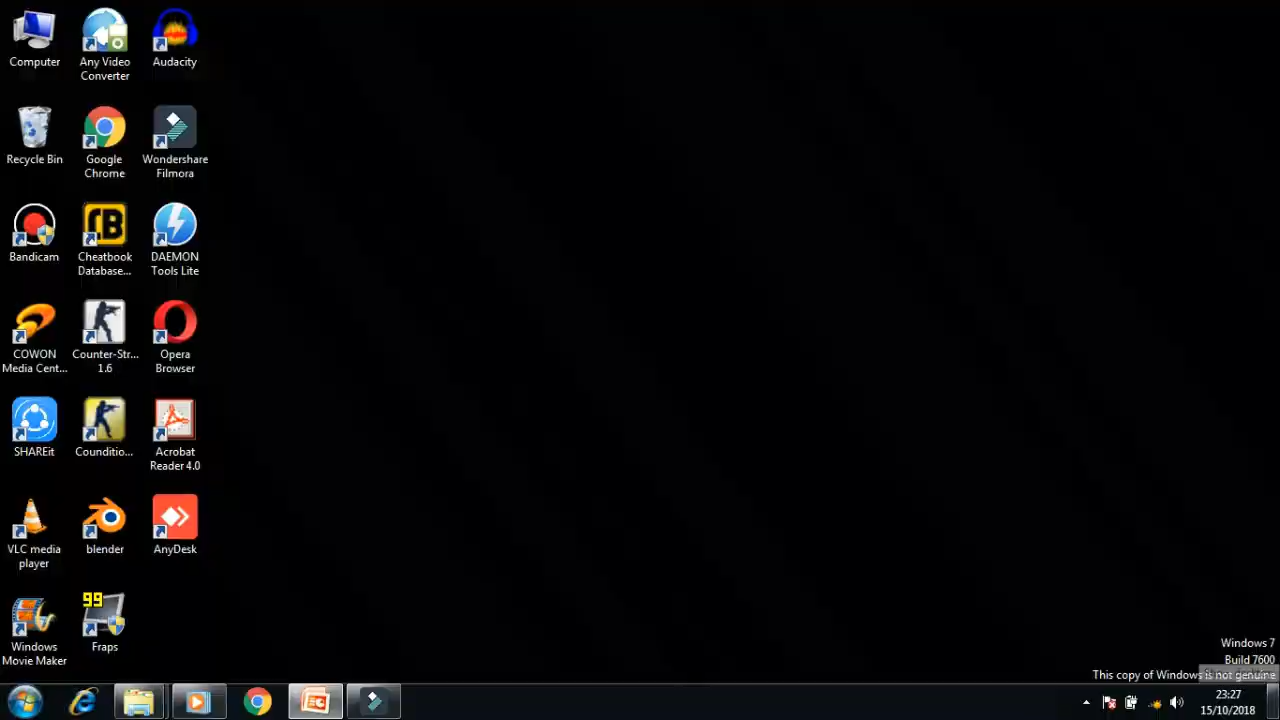 Computer
Any Video
Converter
Audacity
Recycle Bin
Google
Chrome
Wondershare
Filmora
Bandicam
CB
Cheatbook
Database...
DAEMON
Tools Lite
COWON
Media Cent...
Counter-Str...
1.6
Opera
Browser
SHAREit
Counditio...
Acrobat
Reader 4.0
VLC media
player
blender
AnyDesk
Windows
Movie Maker
99
Fraps
Windows 7
Build 7600
This copy of Windows is not genuine
23:27
15/10/2018